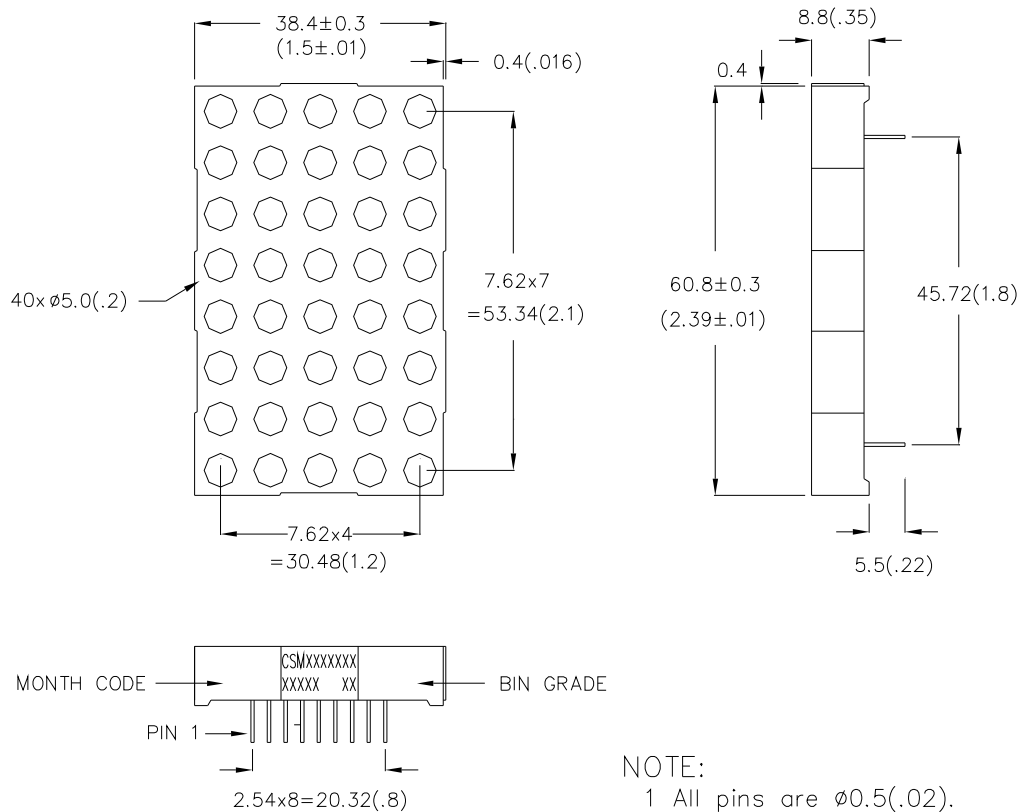 38.4±0.3
(1.5±.01)
0.4(.016)
8.8(.35)
0.4
40xø5.0(.2)
7.62x7
=53.34(2.1)
60.8±0.3
(2.39±.01)
45.72(1.8)
7.62x4
=30.48(1.2)
5.5(.22)
CSMXXXXXXX
XXXXX XX
MONTH CODE
BIN GRADE
PIN 1
2.54x8=20.32(.8)
NOTE:
1 All pins are ø0.5(.02).